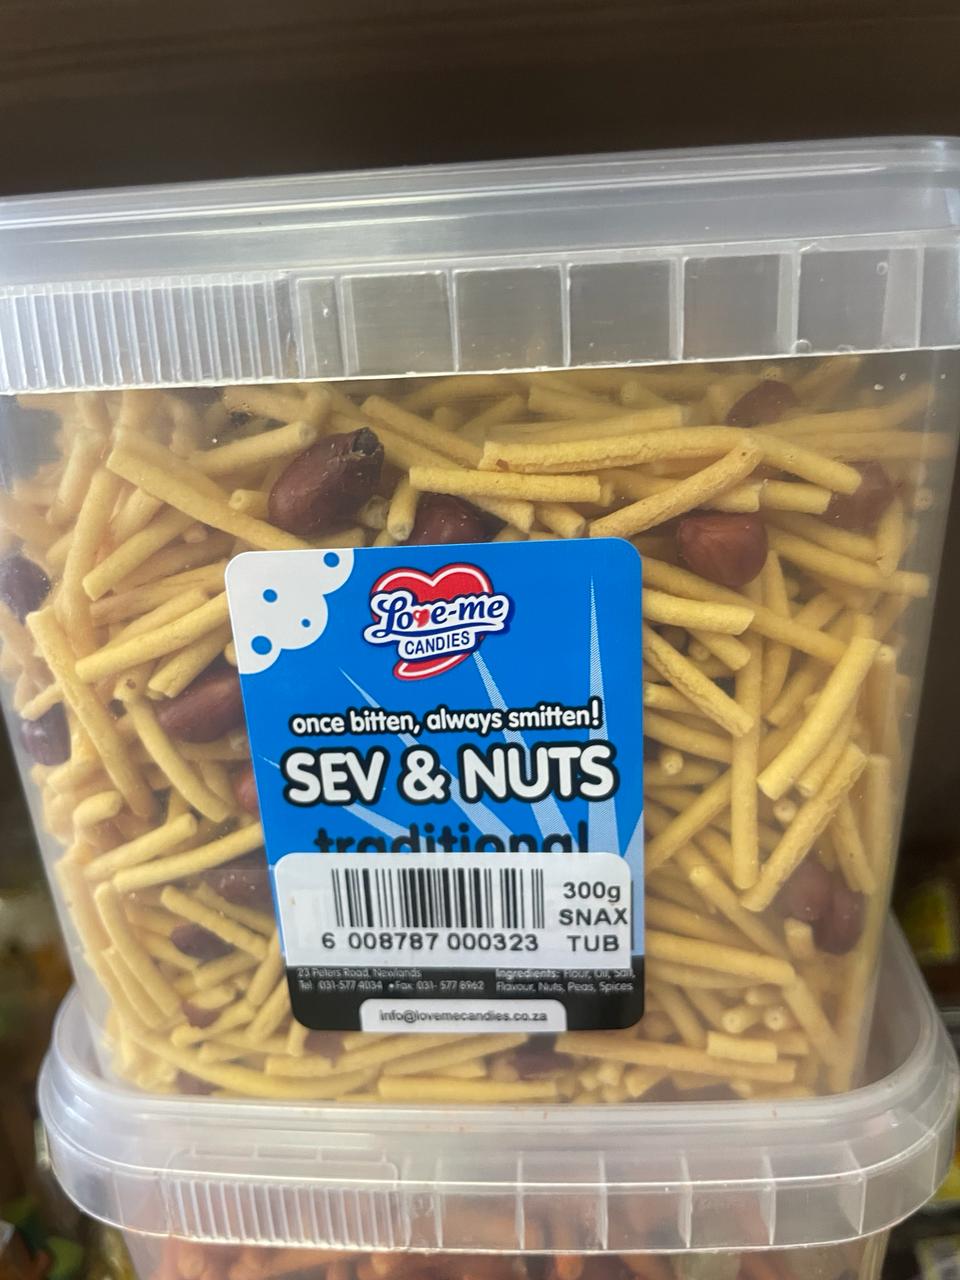 Love-me
CANDIES
once bitten, always smitten!
SEV & NUTS
traditional
300g
SNAX
TUB
6 008787 000323
23 Peters Road, Newlands
Tel 031-577 4034 • Fax 031- 577 8962
Ingredients: Flour, Oil, Salt,
Flavour, Nuts, Peas, Spices
info@lovemecandies.co.za